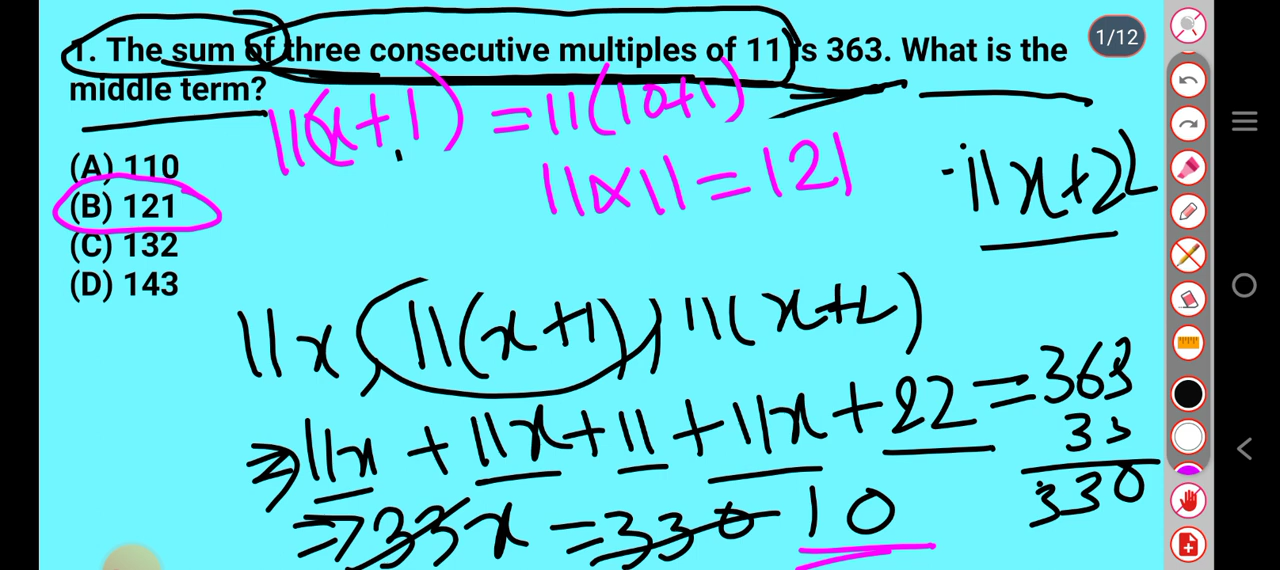 1. The sum of three consecutive multiples of 11 is 363. What is the
middle term?
1/12
11(x+1) = 11(10+1)
11x11 = 121
(A) 110
(B) 121
(C) 132
(D) 143
11x+22
11x, 11(x+1), 11(x+2)
⇒ 11x + 11x + 11 + 11x + 22 = 363
33
330
⇒ 33x = 330 10